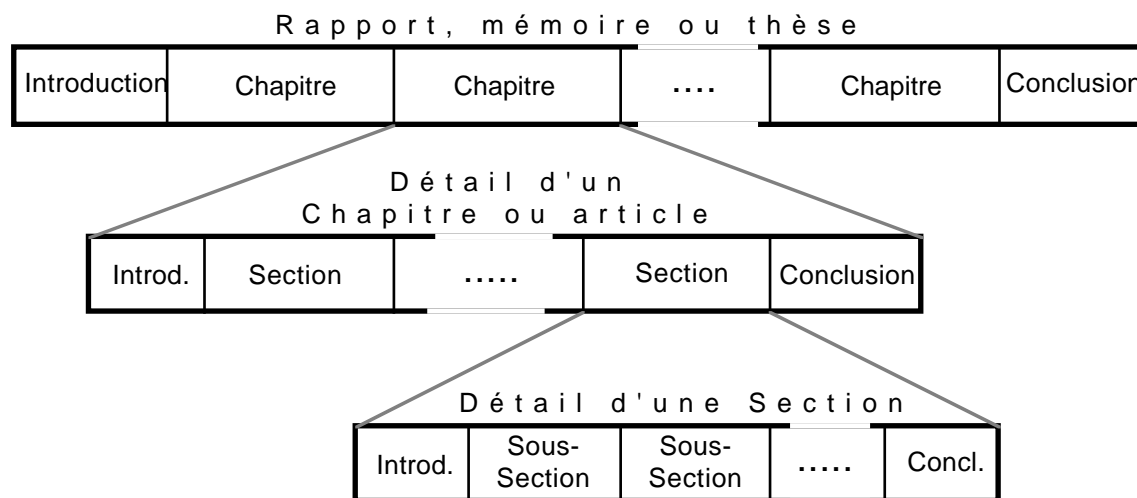 Rapport, mémoire ou thèse
Introduction Chapitre Chapitre .... Chapitre Conclusion
Détail d'un
Chapitre ou article
Introd. Section ..... Section Conclusion
Détail d'une Section
Introd. Sous-Section Sous-Section ..... Concl.